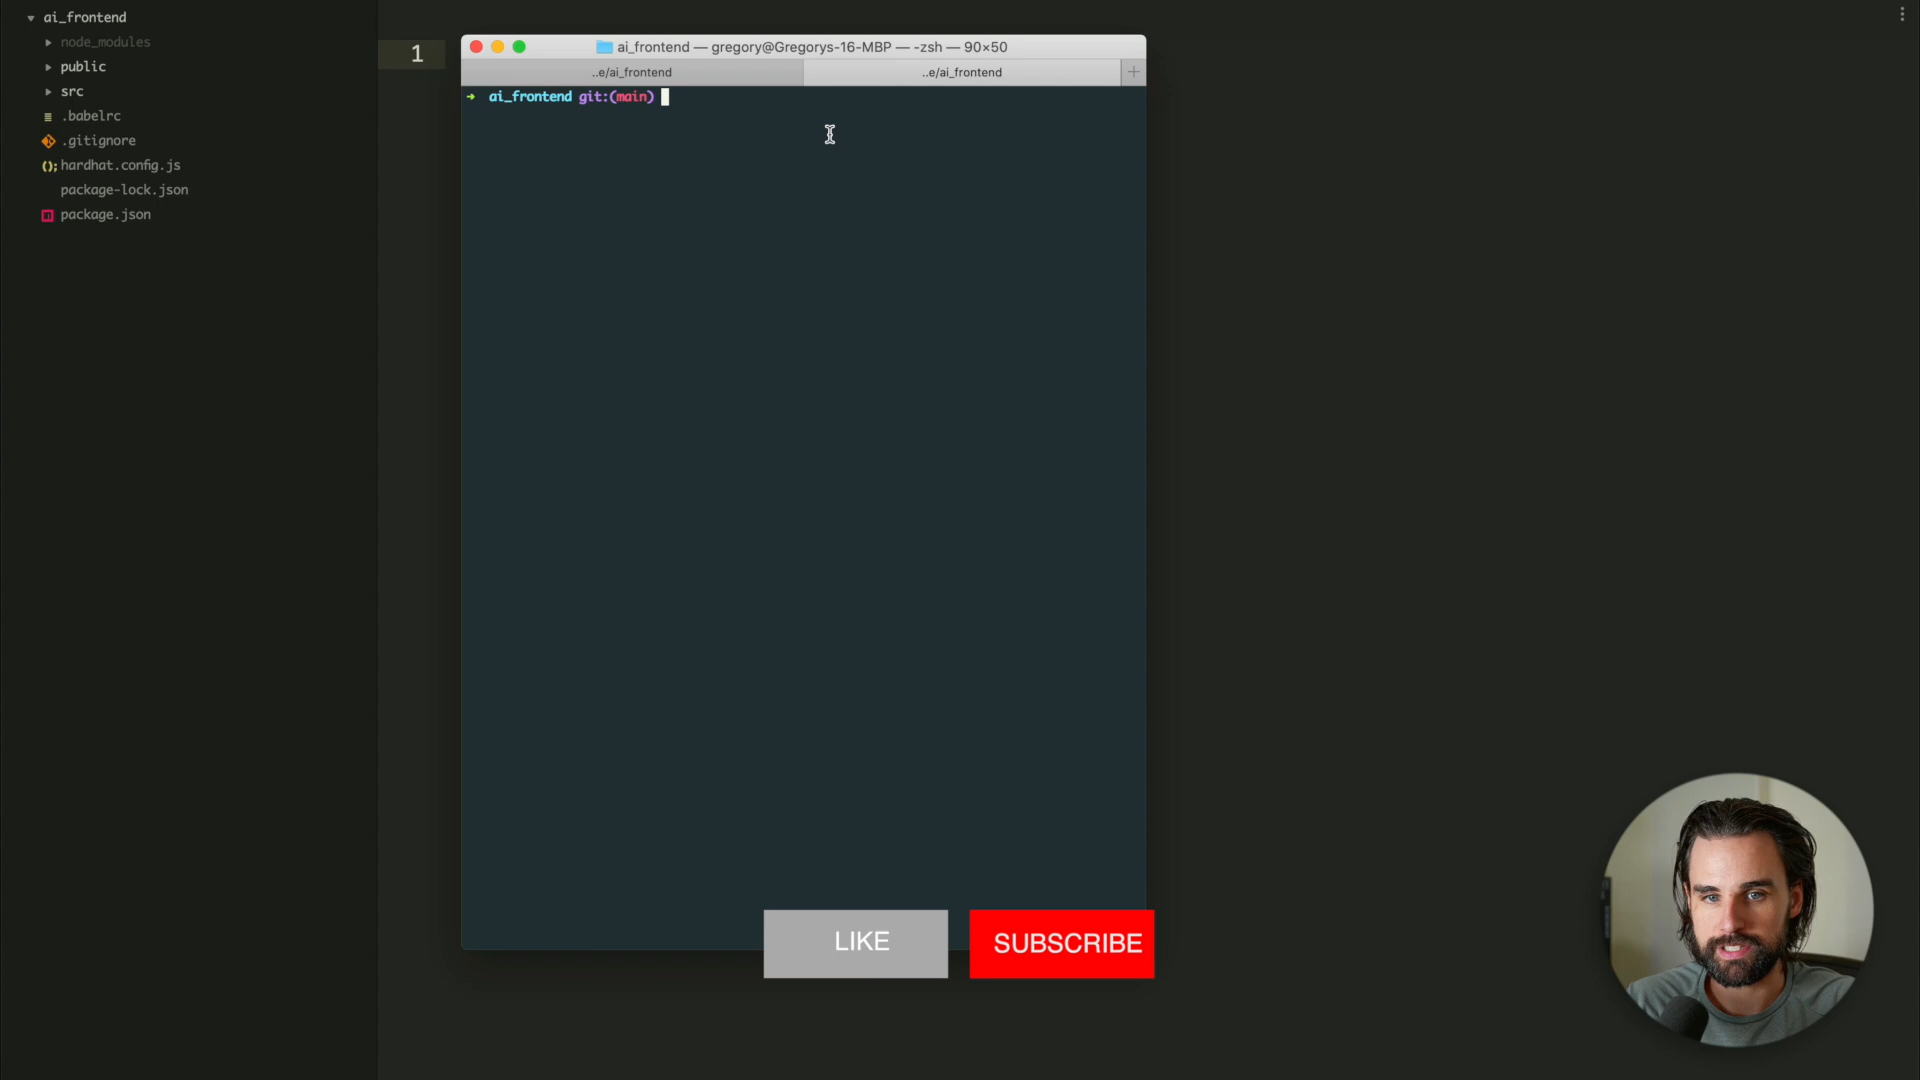 ai_frontend
node_modules
public
src
.babelrc
.gitignore
hardhat.config.js
package-lock.json
package.json
1
ai_frontend — gregory@Gregorys-16-MBP — -zsh — 90×50
..e/ai_frontend
..e/ai_frontend
+
→ ai_frontend git:(main)
LIKE
SUBSCRIBE